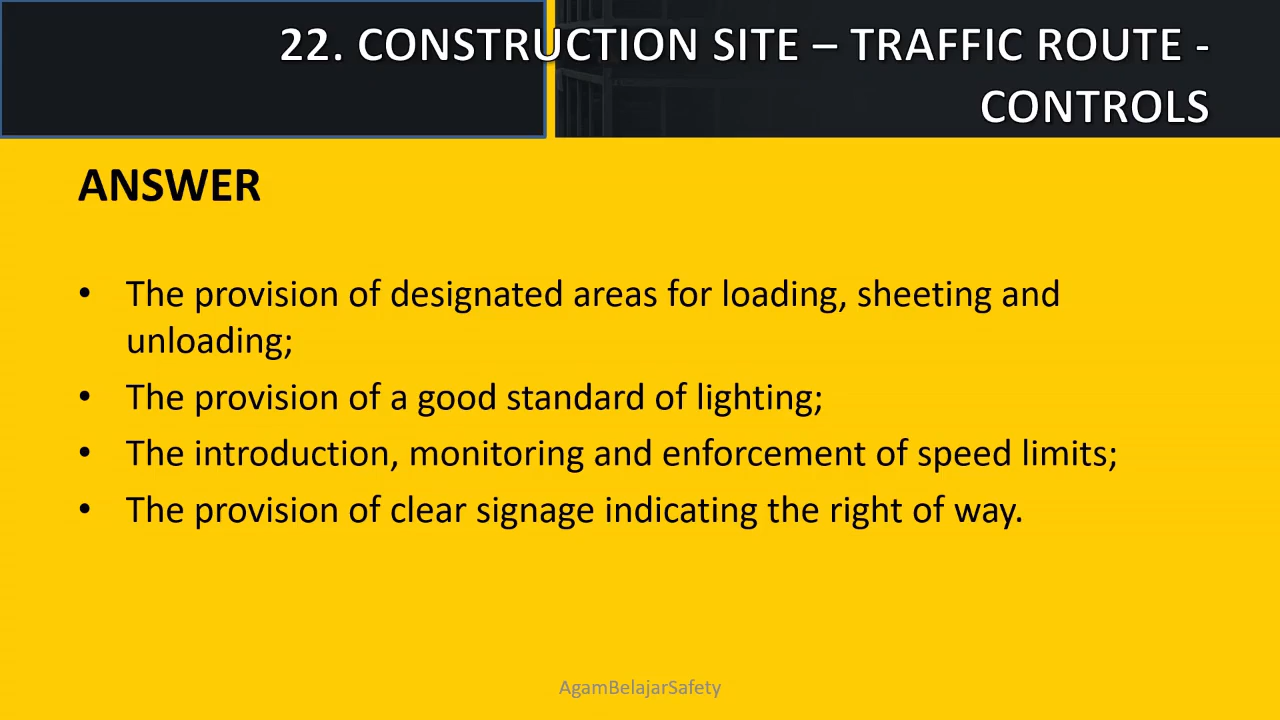 22. CONSTRUCTION SITE – TRAFFIC ROUTE -
CONTROLS
ANSWER
• The provision of designated areas for loading, sheeting and
unloading;
• The provision of a good standard of lighting;
• The introduction, monitoring and enforcement of speed limits;
• The provision of clear signage indicating the right of way.
AgamBelajarSafety